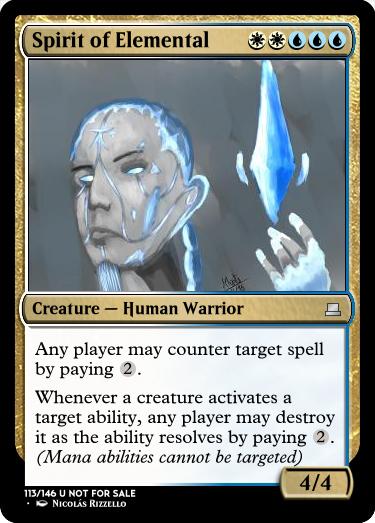 Spirit of Elemental
Creature — Human Warrior
Any player may counter target spell
by paying 2.
Whenever a creature activates a
target ability, any player may destroy
it as the ability resolves by paying 2.
(Mana abilities cannot be targeted)
4/4
113/146 U NOT FOR SALE
Nicolás Rizzello